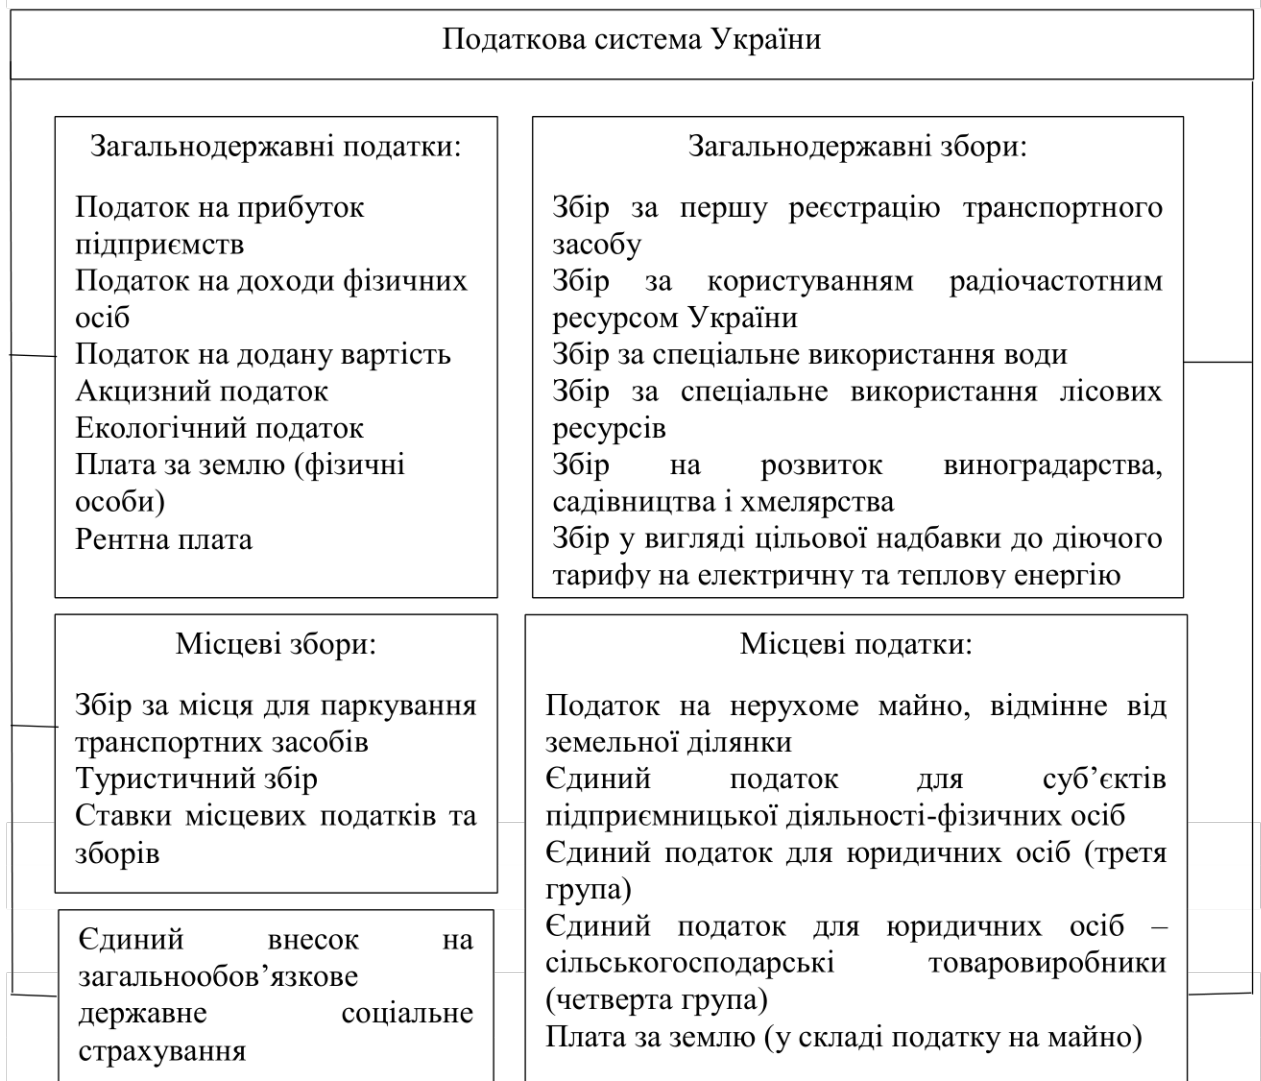 Податкова система України
Загальнодержавні податки:
Податок на прибуток
підприємств
Податок на доходи фізичних
осіб
Податок на додану вартість
Акцизний податок
Екологічний податок
Плата за землю (фізичні
особи)
Рентна плата
Загальнодержавні збори:
Збір за першу реєстрацію транспортного
засобу
Збір за користуванням радіочастотним
ресурсом України
Збір за спеціальне використання води
Збір за спеціальне використання лісових
ресурсів
Збір на розвиток виноградарства,
садівництва і хмелярства
Збір у вигляді цільової надбавки до діючого
тарифу на електричну та теплову енергію
Місцеві збори:
Збір за місця для паркування
транспортних засобів
Туристичний збір
Ставки місцевих податків та
зборів
Місцеві податки:
Податок на нерухоме майно, відмінне від
земельної ділянки
Єдиний податок для суб’єктів
підприємницької діяльності-фізичних осіб
Єдиний податок для юридичних осіб (третя
група)
Єдиний податок для юридичних осіб –
сільськогосподарські товаровиробники
(четверта група)
Плата за землю (у складі податку на майно)
Єдиний внесок на
загальнообов’язкове
державне соціальне
страхування